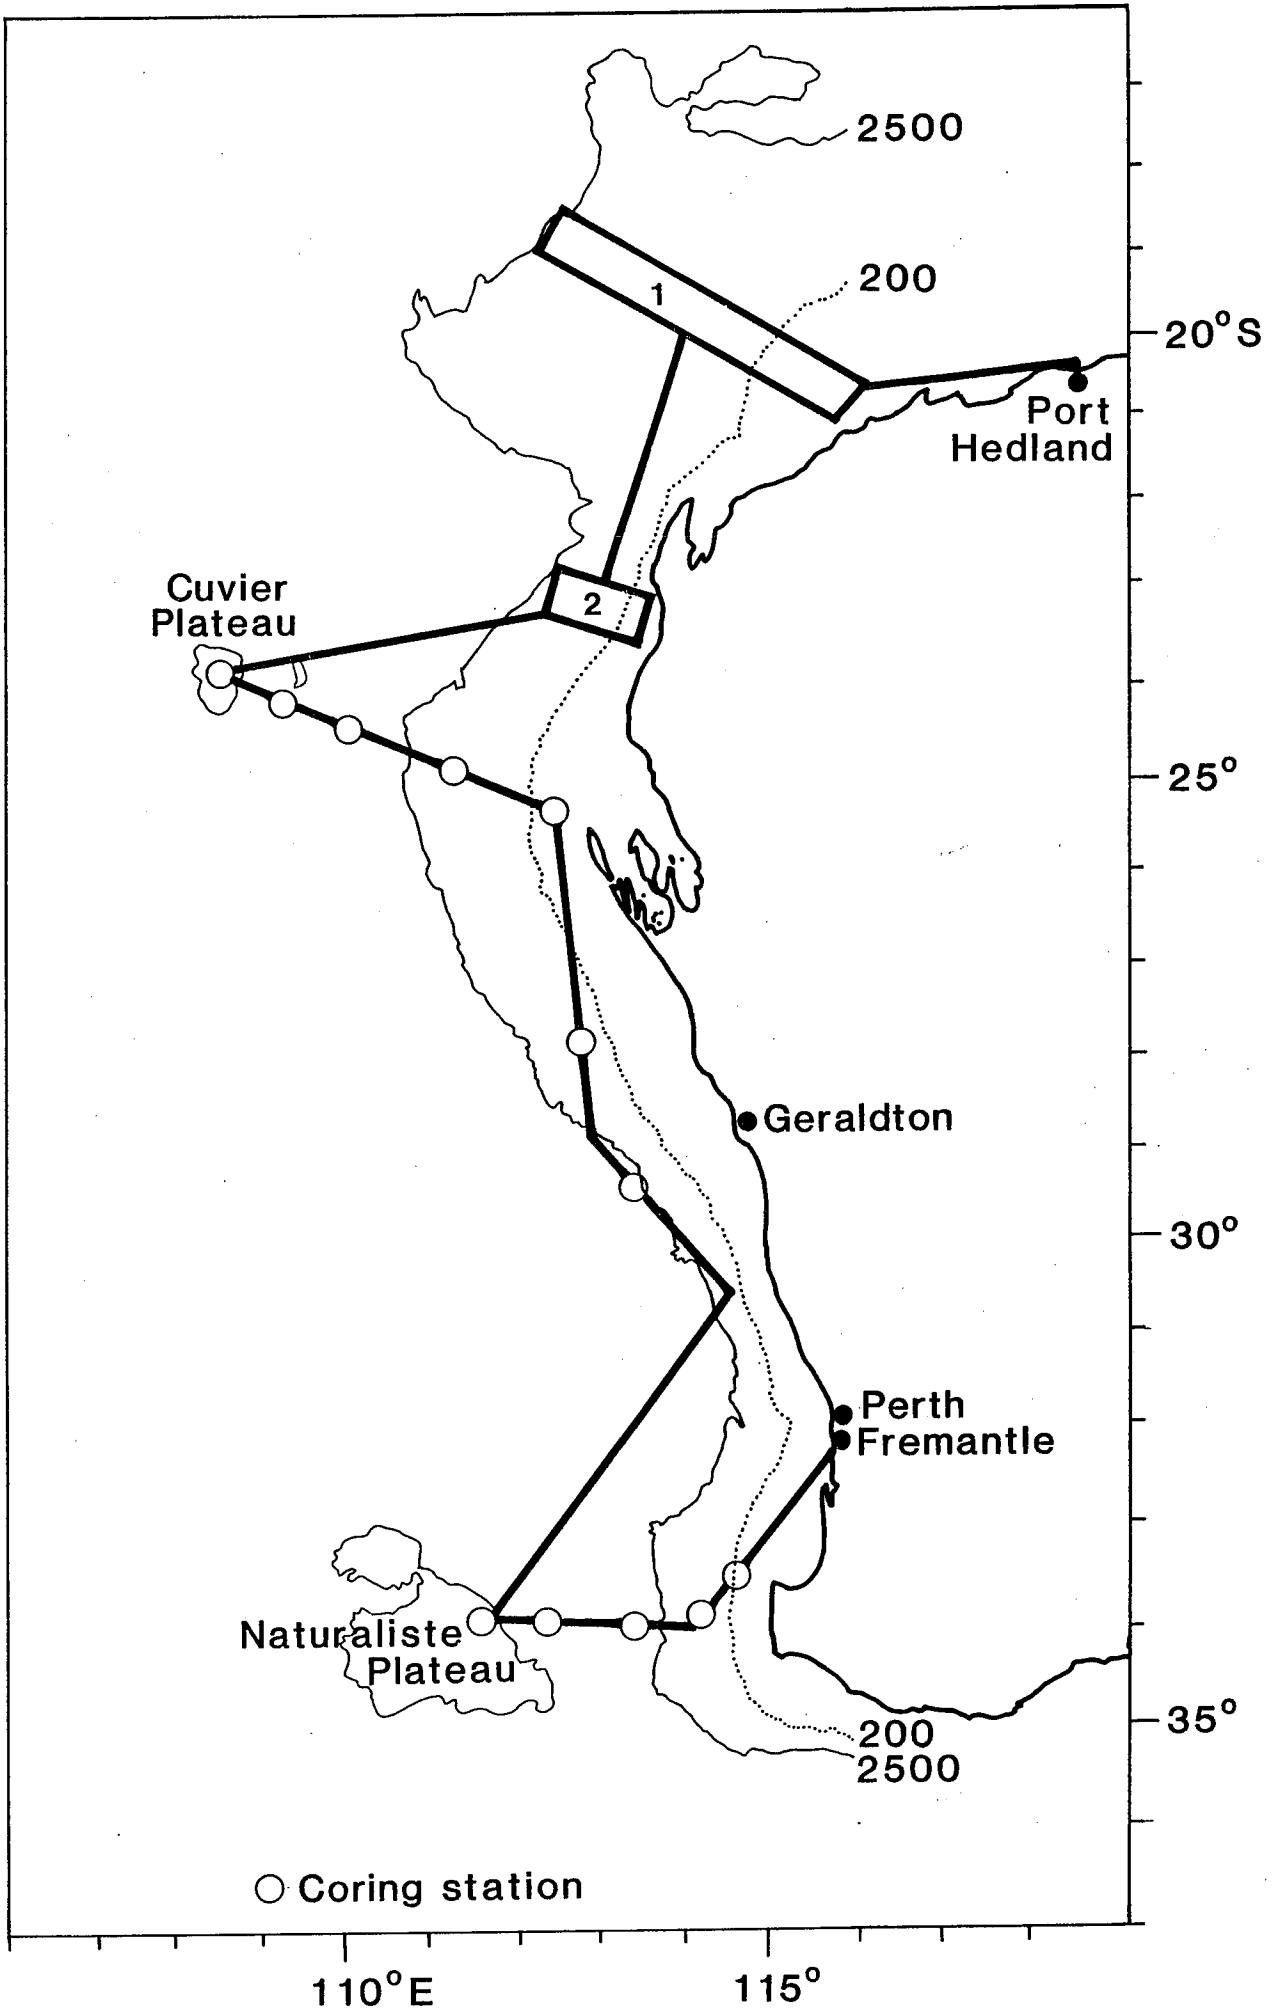 2500
200
1
20°S
Port
Hedland
2
Cuvier
Plateau
25°
Geraldton
30°
Perth
Fremantle
Naturaliste
Plateau
35°
200
2500
Coring station
110°E
115°